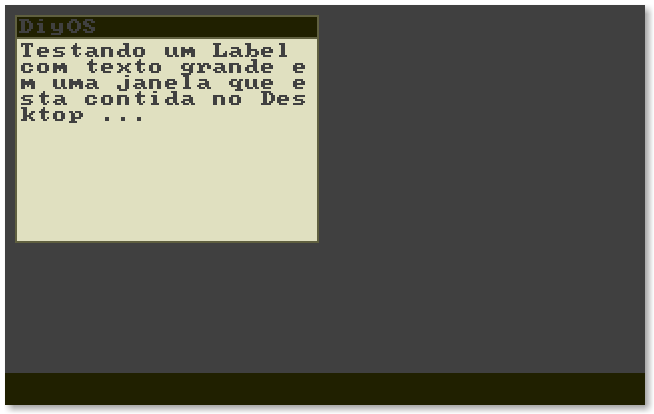 DiyOS
Testando um Label
com texto grande e
m uma janela que e
sta contida no Des
ktop ...